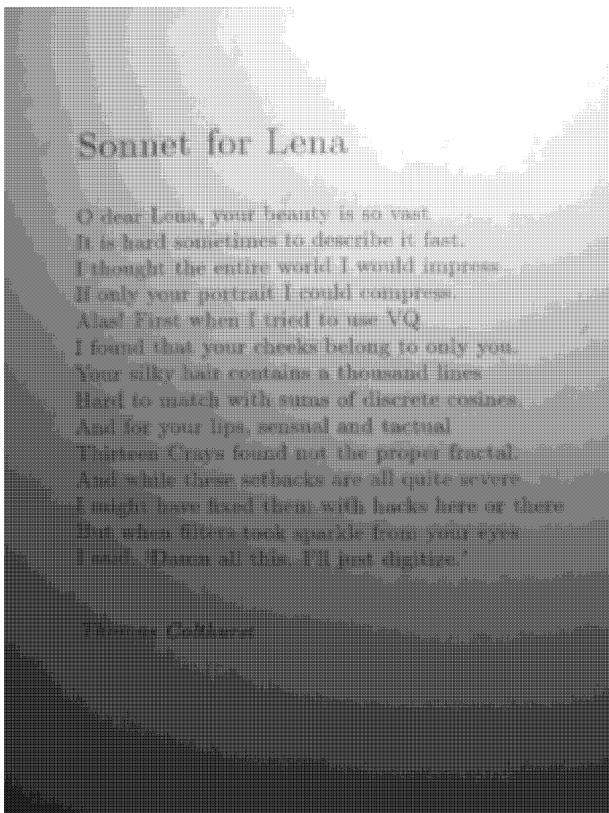 Sonnet for Lena
O dear Lena, your beauty is so vast
It is hard sometimes to describe it fast.
I thought the entire world I would impress
If only your portrait I could compress.
Alas! First when I tried to use VQ
I found that your cheeks belong to only you.
Your silky hair contains a thousand lines
Hard to match with sums of discrete cosines.
And for your lips, sensual and tactual
Thirteen Crays found not the proper fractal.
And while these setbacks are all quite severe
I might have fixed them with hacks here or there
But when filters took sparkle from your eyes
I said, 'Damn all this. I'll just digitize.'
Thomas Colthurst